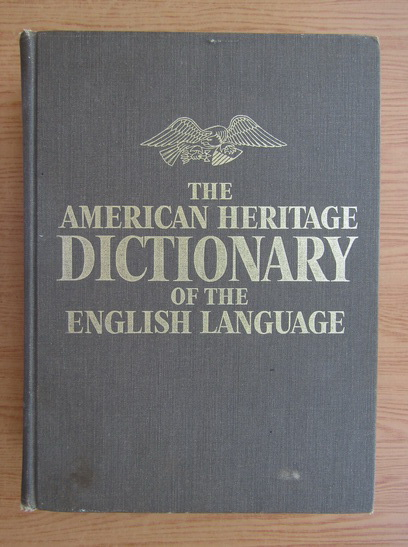 THE
AMERICAN HERITAGE
DICTIONARY
OF THE
ENGLISH LANGUAGE